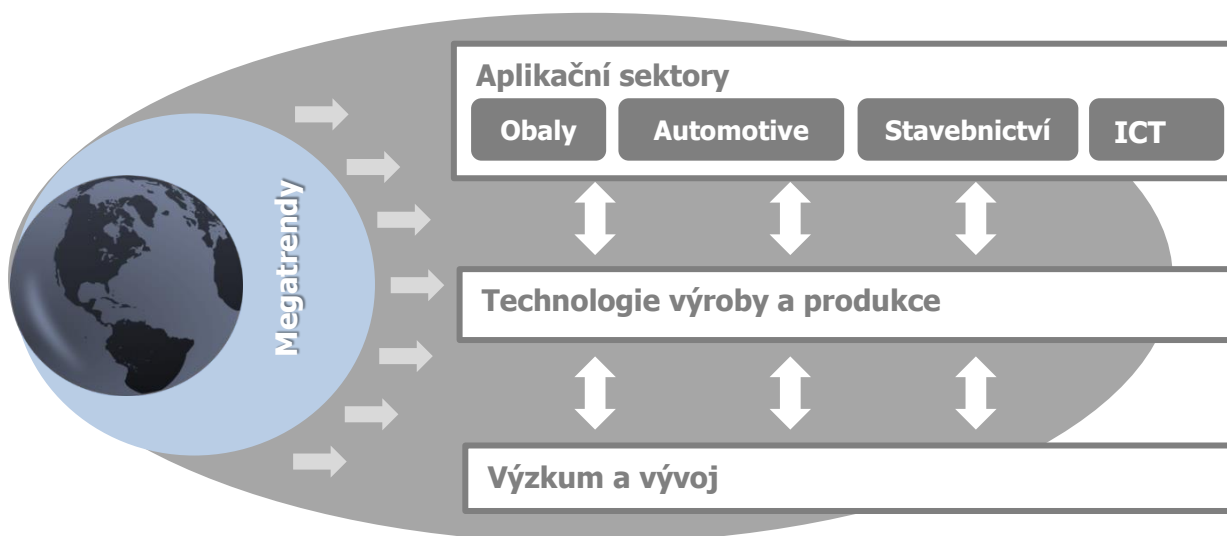 Aplikační sektory
Obaly
Automotive
Stavebnictví
ICT
Megatrendy
Technologie výroby a produkce
Výzkum a vývoj